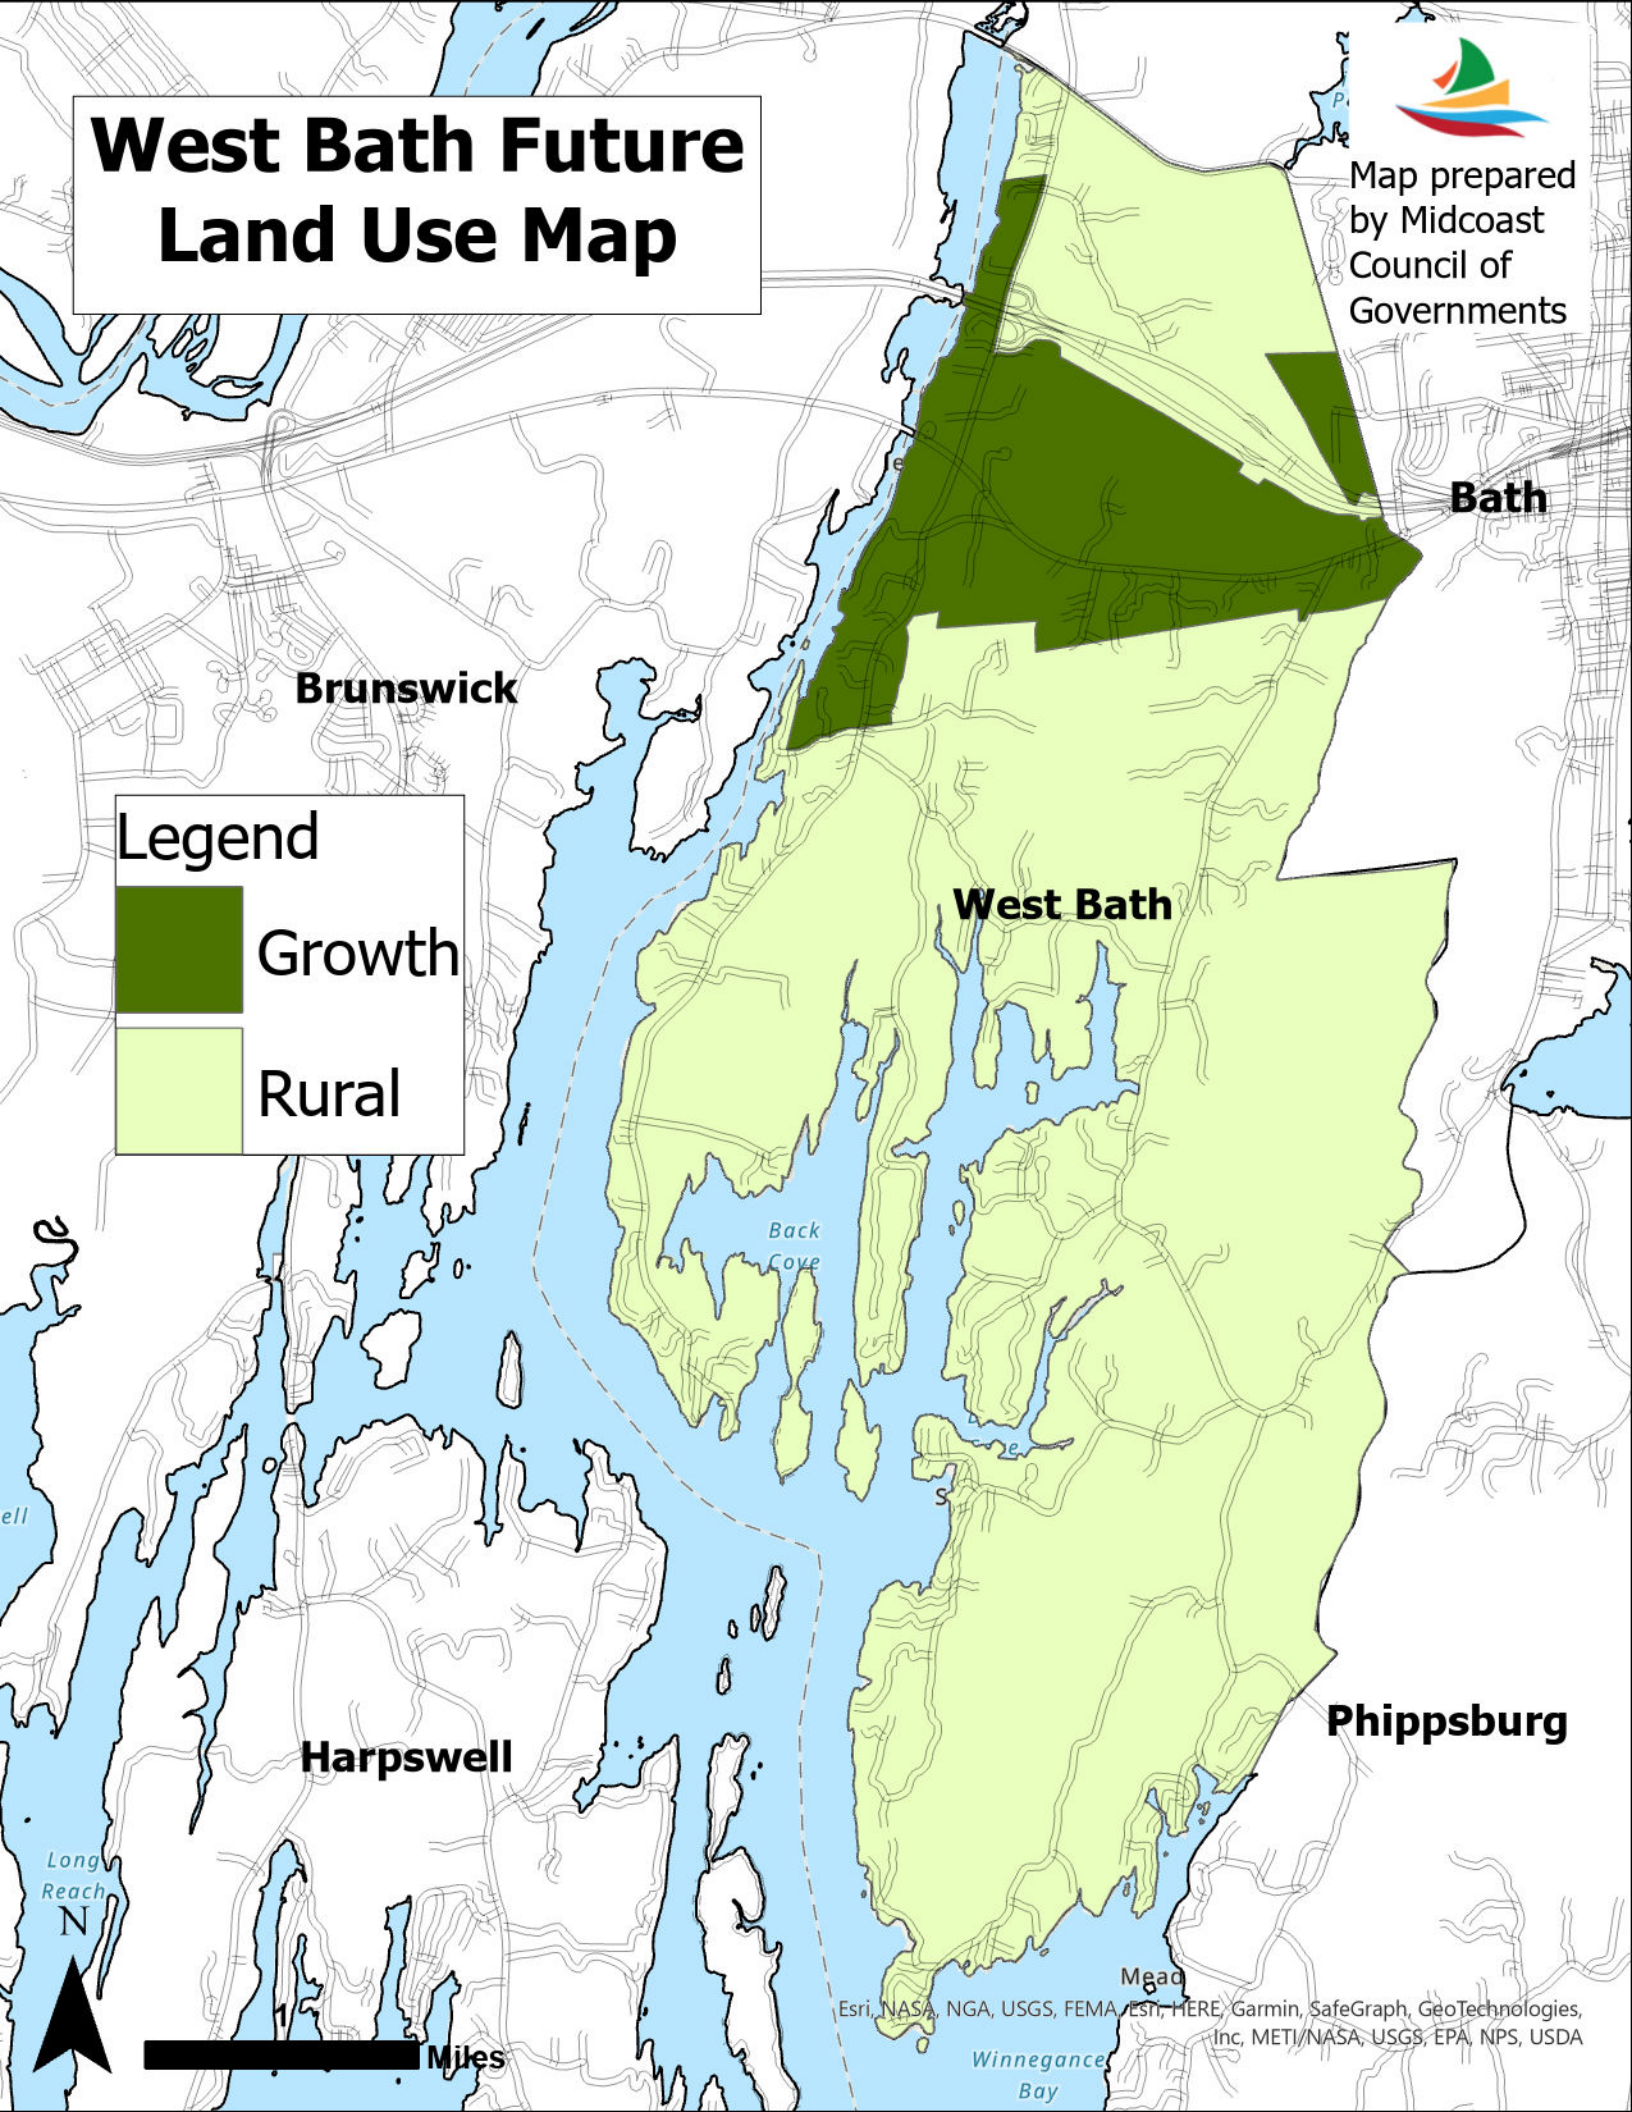 West Bath Future
Land Use Map
Map prepared
by Midcoast
Council of
Governments
Bath
Brunswick
Legend
Growth
Rural
West Bath
Back
Cove
ell
Phippsburg
Harpswell
Long
Reach
N
1
Miles
Mead
Esri, NASA, NGA, USGS, FEMA, Esri, HERE, Garmin, SafeGraph, GeoTechnologies,
Inc, METI/NASA, USGS, EPA, NPS, USDA
Winnegance
Bay